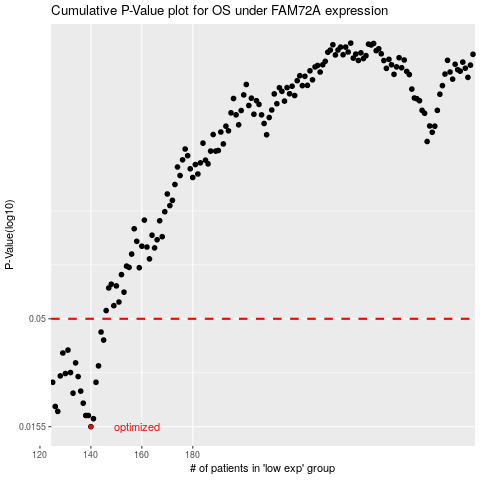 Cumulative P-Value plot for OS under FAM72A expression
P-Value(log10)
0.05
0.0155
optimized
120 140 160 180
# of patients in 'low exp' group